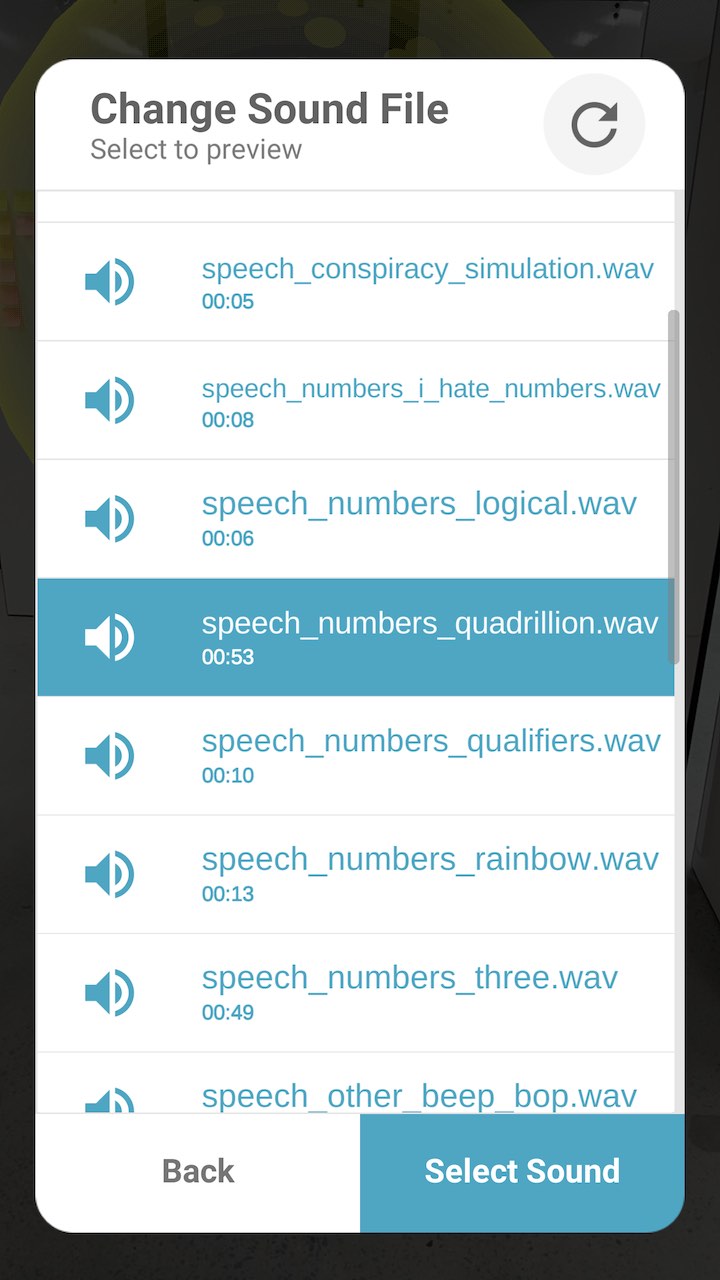 Change Sound File
Select to preview
speech_conspiracy_simulation.wav
00:05
speech_numbers_i_hate_numbers.wav
00:08
speech_numbers_logical.wav
00:06
speech_numbers_quadrillion.wav
00:53
speech_numbers_qualifiers.wav
00:10
speech_numbers_rainbow.wav
00:13
speech_numbers_three.wav
00:49
speech_other_beep_bop.wav
Back
Select Sound